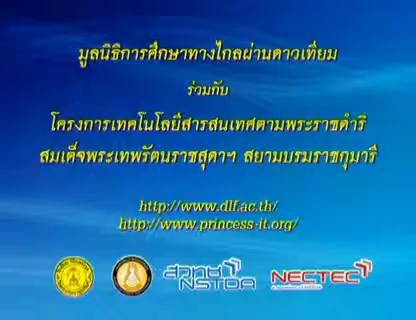 มูลนิธิการศึกษาทางไกลผ่านดาวเทียม
ร่วมกับ
โครงการเทคโนโลยีสารสนเทศตามพระราชดำริ
สมเด็จพระเทพรัตนราชสุดาฯ สยามบรมราชกุมารี
http://www.dlf.ac.th/
http://www.princess-it.org/
สวทช NECTEC
NSTDA